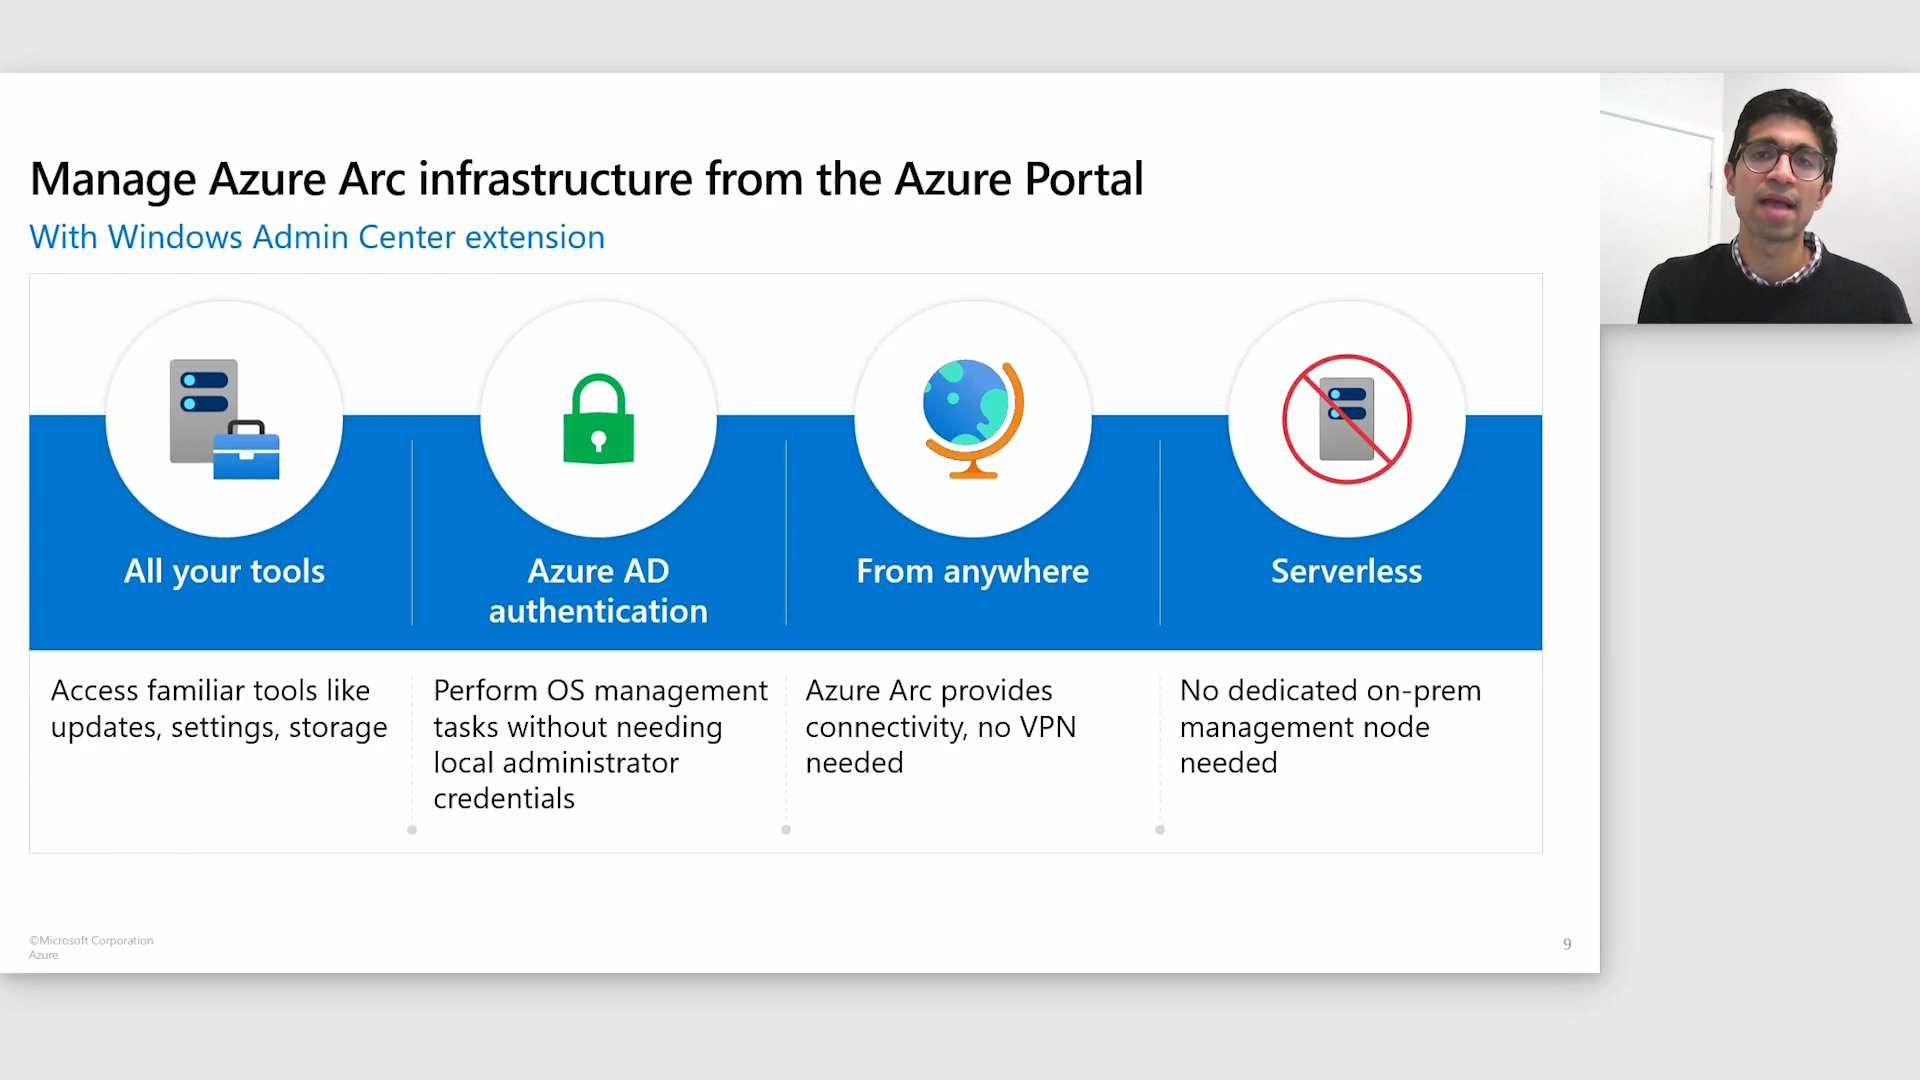 Manage Azure Arc infrastructure from the Azure Portal
With Windows Admin Center extension
All your tools
Access familiar tools like
updates, settings, storage
Azure AD
authentication
Perform OS management
tasks without needing
local administrator
credentials
From anywhere
Azure Arc provides
connectivity, no VPN
needed
Serverless
No dedicated on-prem
management node
needed
©Microsoft Corporation
Azure
9